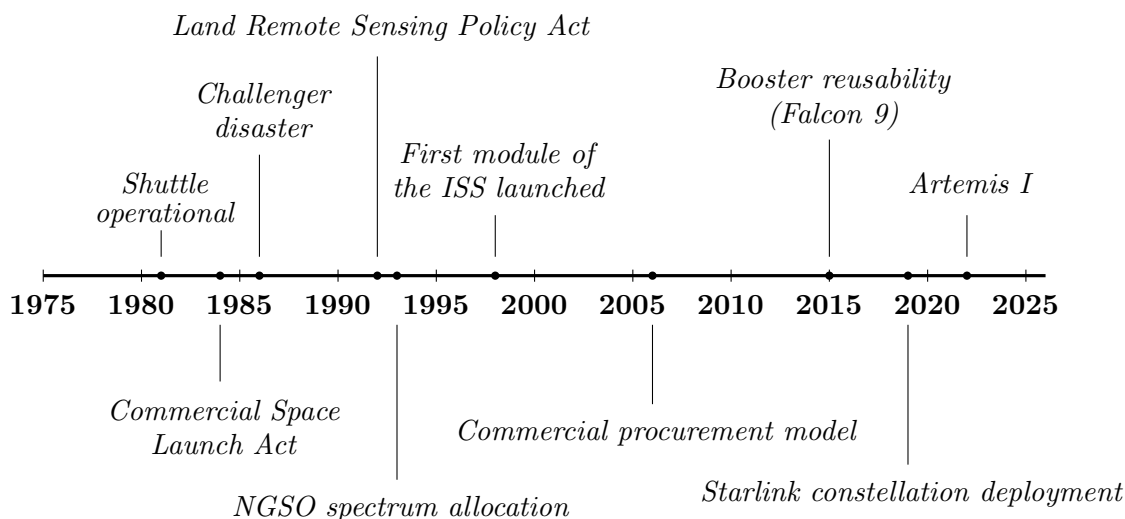 Land Remote Sensing Policy Act
Booster reusability
(Falcon 9)
Challenger
disaster
First module of
the ISS launched
Shuttle
operational
Artemis I
1975 1980 1985 1990 1995 2000 2005 2010 2015 2020 2025
Commercial Space
Launch Act
Commercial procurement model
NGSO spectrum allocation
Starlink constellation deployment